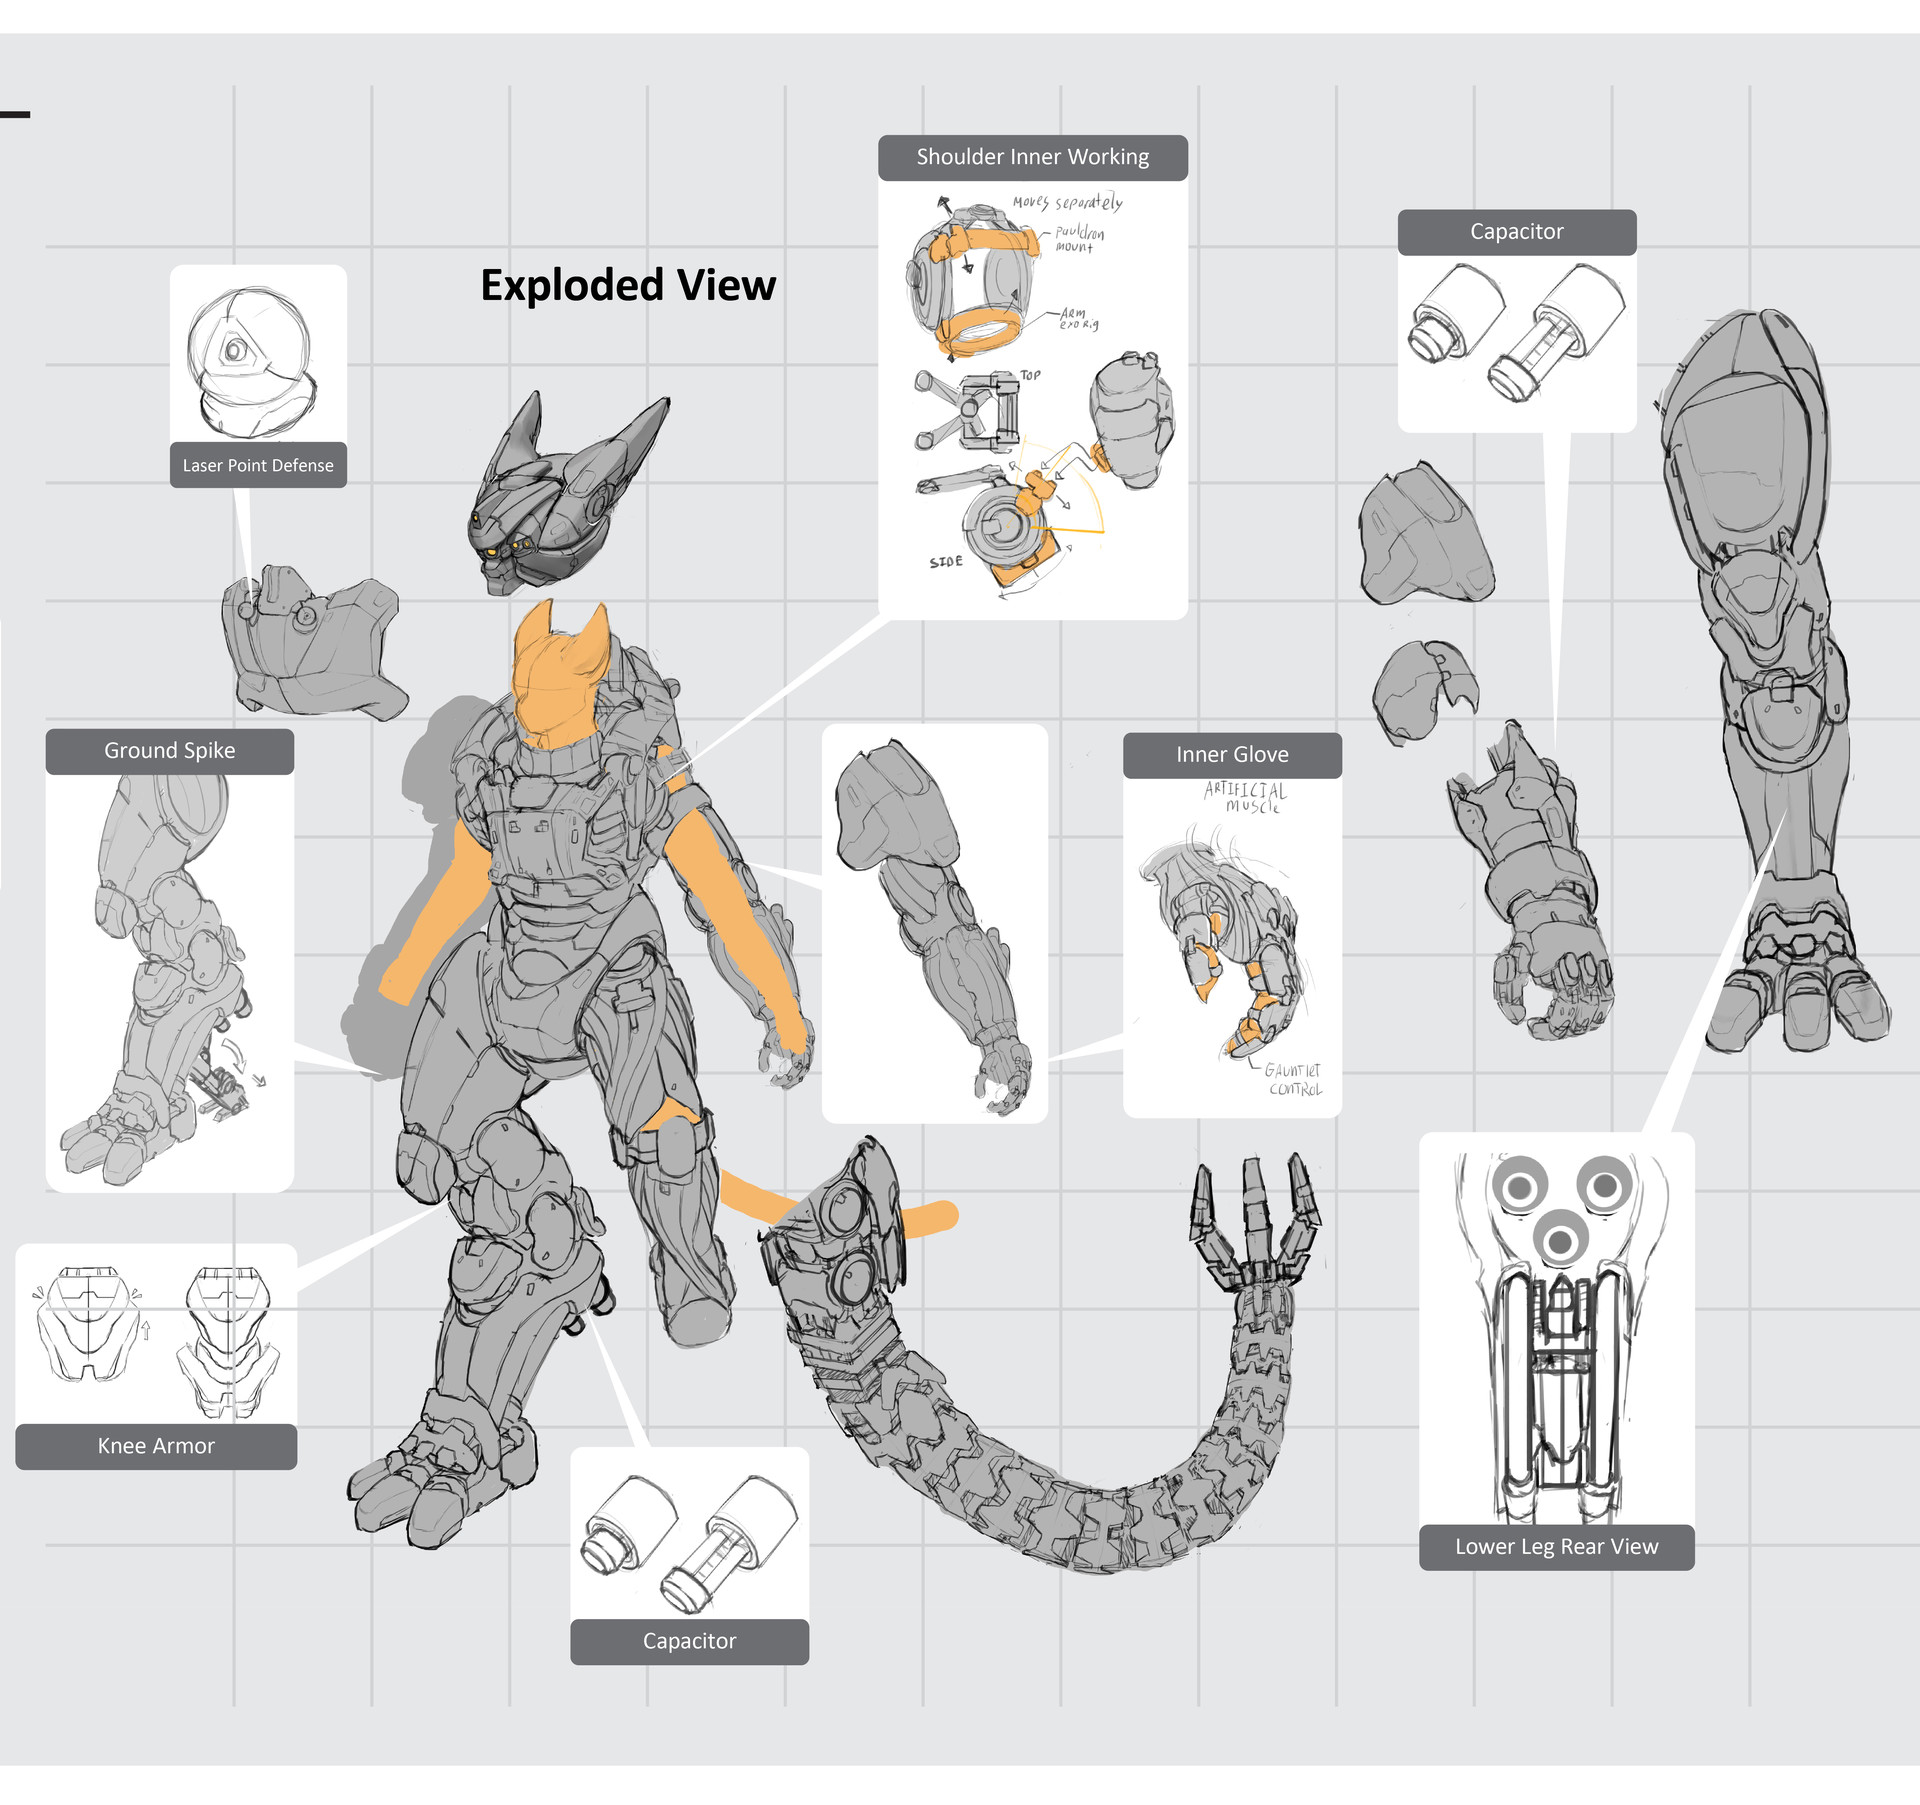 Exploded View
Shoulder Inner Working
Moves separately
Pauldron
mount
Arm
exo rig
TOP
SIDE
Capacitor
Laser Point Defense
Ground Spike
Inner Glove
ARTIFICIAL
muscle
GAUNTLET
CONTROL
Knee Armor
Capacitor
Lower Leg Rear View